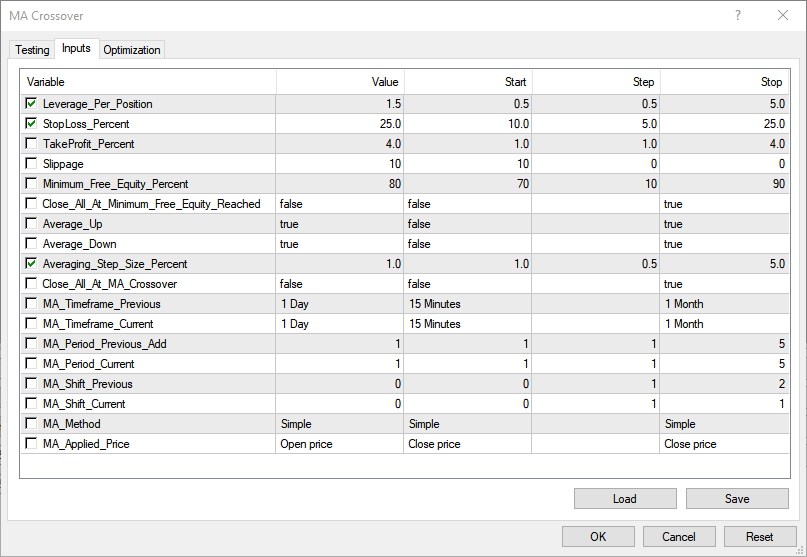 MA Crossover
Testing Inputs Optimization
Variable Value Start Step Stop
Leverage_Per_Position 1.5 0.5 0.5 5.0
StopLoss_Percent 25.0 10.0 5.0 25.0
TakeProfit_Percent 4.0 1.0 1.0 4.0
Slippage 10 10 0 0
Minimum_Free_Equity_Percent 80 70 10 90
Close_All_At_Minimum_Free_Equity_Reached false false true
Average_Up true false true
Average_Down true false true
Averaging_Step_Size_Percent 1.0 1.0 0.5 5.0
Close_All_At_MA_Crossover false false true
MA_Timeframe_Previous 1 Day 15 Minutes 1 Month
MA_Timeframe_Current 1 Day 15 Minutes 1 Month
MA_Period_Previous_Add 1 1 1 5
MA_Period_Current 1 1 1 5
MA_Shift_Previous 0 0 1 2
MA_Shift_Current 0 0 1 1
MA_Method Simple Simple Simple
MA_Applied_Price Open price Close price Close price
Load Save
OK Cancel Reset